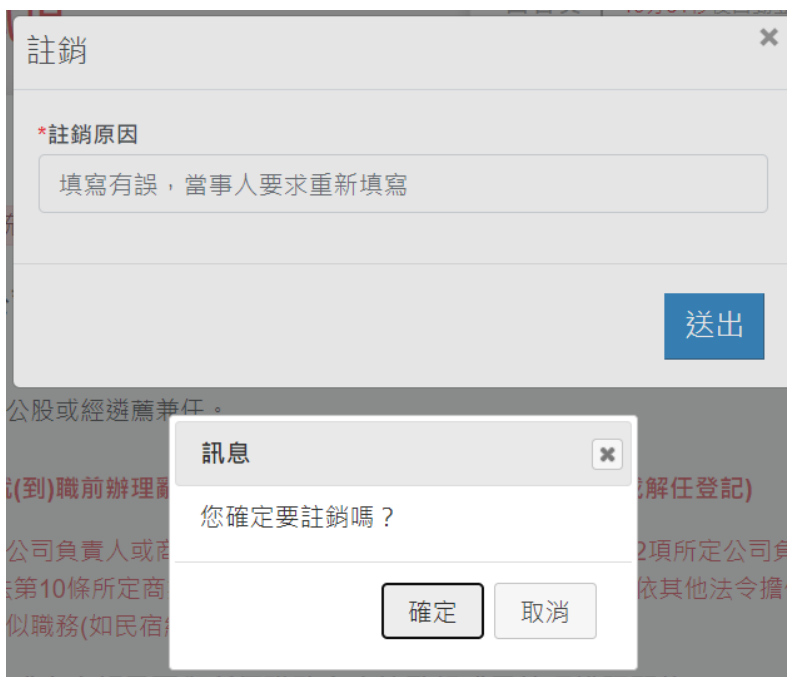 註銷
*註銷原因
填寫有誤,當事人要求重新填寫
送出
公股或經遴薦兼任。
訊息
(到)職前辦理
解任登記)
您確定要註銷嗎?
公司負責人或商
2項所定公司負
第10條所定商
依其他法令擔
確定
取消
似職務(如民宿